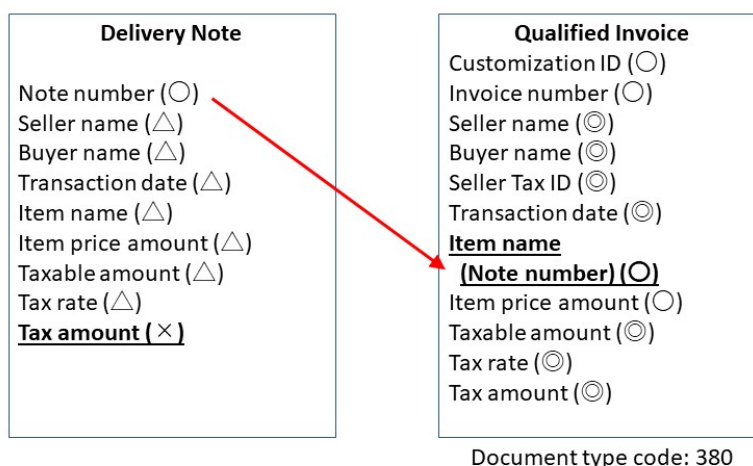 Delivery Note
Note number (○)
Seller name (△)
Buyer name (△)
Transaction date (△)
Item name (△)
Item price amount (△)
Taxable amount (△)
Tax rate (△)
Tax amount (×)
Qualified Invoice
Customization ID (○)
Invoice number (○)
Seller name (◎)
Buyer name (◎)
Seller Tax ID (◎)
Transaction date (◎)
Item name
(Note number) (○)
Item price amount (○)
Taxable amount (◎)
Tax rate (◎)
Tax amount (◎)
Document type code: 380